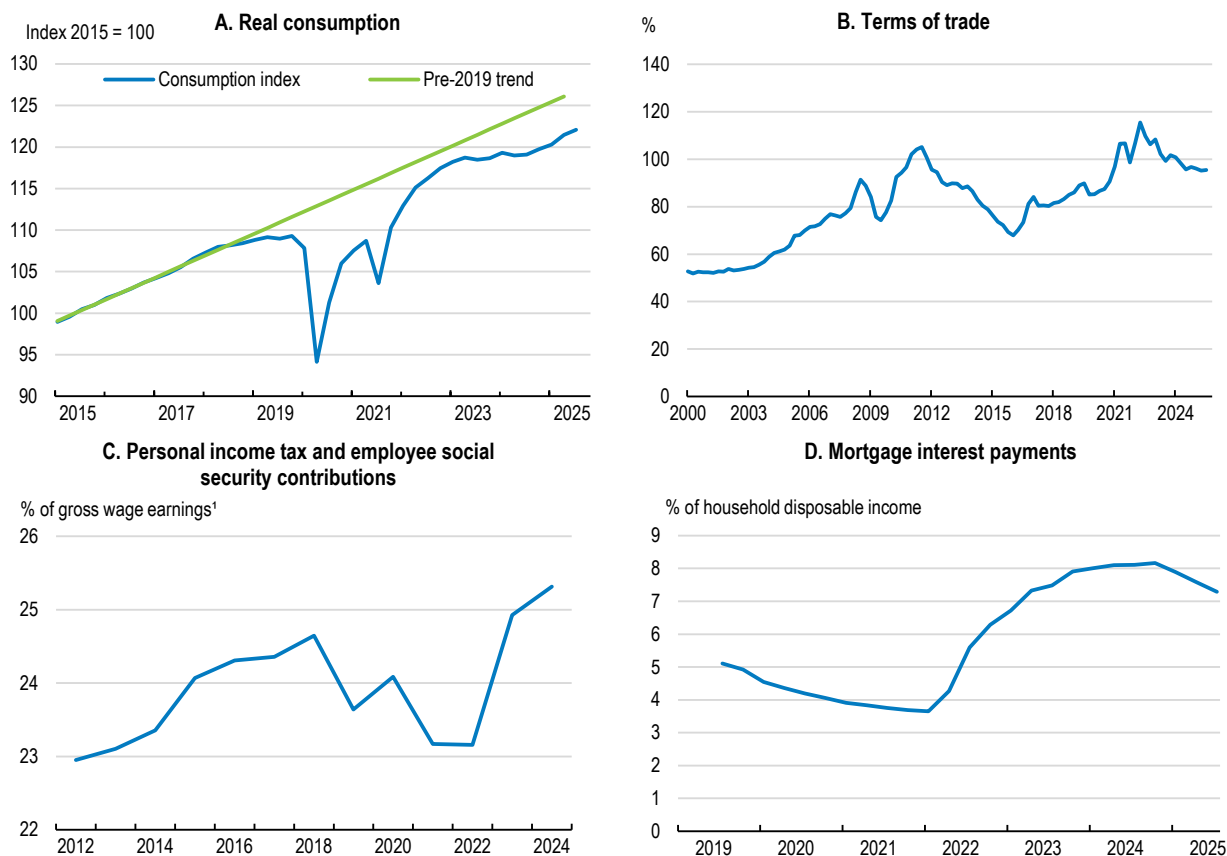 A. Real consumption
Index 2015 = 100
130
125
120
115
110
105
100
95
90
Consumption index
Pre-2019 trend
2015 2017 2019 2021 2023 2025
B. Terms of trade
%
140
120
100
80
60
40
20
0
2000 2003 2006 2009 2012 2015 2018 2021 2024
C. Personal income tax and employee social
security contributions
% of gross wage earnings¹
26
25
24
23
22
2012 2014 2016 2018 2020 2022 2024
D. Mortgage interest payments
% of household disposable income
9
8
7
6
5
4
3
2
1
0
2019 2020 2021 2022 2023 2024 2025